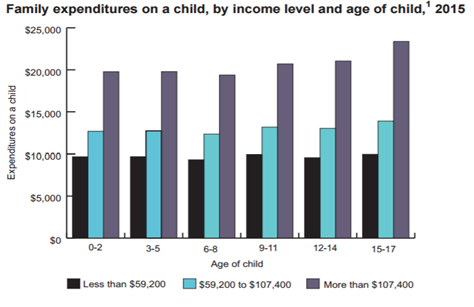 Family expenditures on a child, by income level and age of child,¹ 2015
$25,000
$20,000
$15,000
$10,000
$5,000
$0
Expenditures on a child
0-2 3-5 6-8 9-11 12-14 15-17
Age of child
Less than $59,200 $59,200 to $107,400 More than $107,400